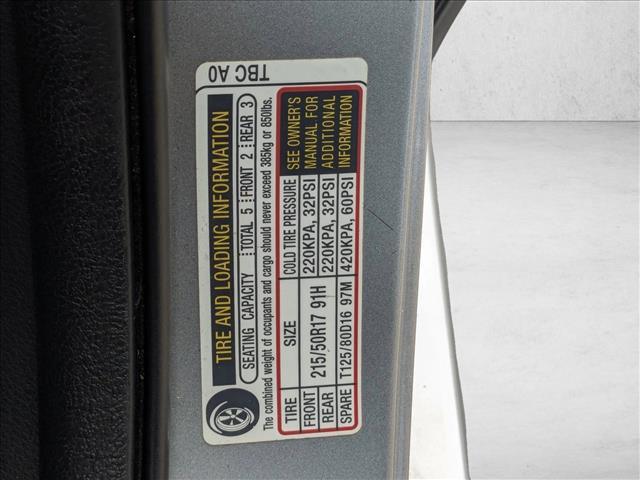 TBC A0
TIRE AND LOADING INFORMATION
SEATING CAPACITY TOTAL 5 FRONT 2 REAR 3
The combined weight of occupants and cargo should never exceed 385kg or 850lbs.
TIRE SIZE COLD TIRE PRESSURE SEE OWNER'S
FRONT 215/50R17 91H 220KPA, 32PSI MANUAL FOR
REAR 220KPA, 32PSI ADDITIONAL
SPARE T125/80D16 97M 420KPA, 60PSI INFORMATION